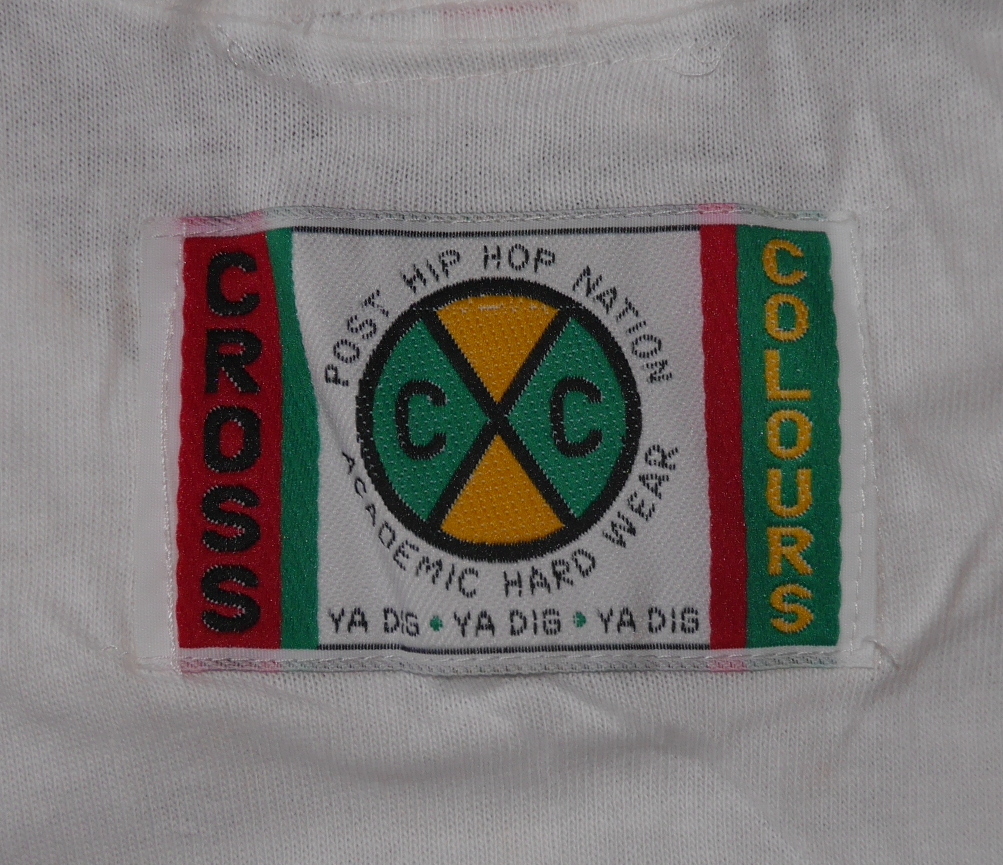 CROSS
POST HIP HOP NATION
C C
ACADEMIC HARD WEAR
YA DIG • YA DIG • YA DIG
COLOURS